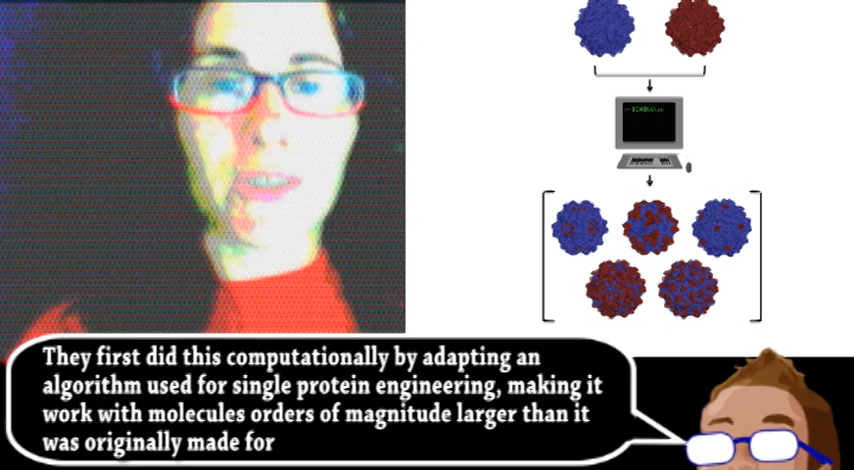 They first did this computationally by adapting an
algorithm used for single protein engineering, making it
work with molecules orders of magnitude larger than it
was originally made for